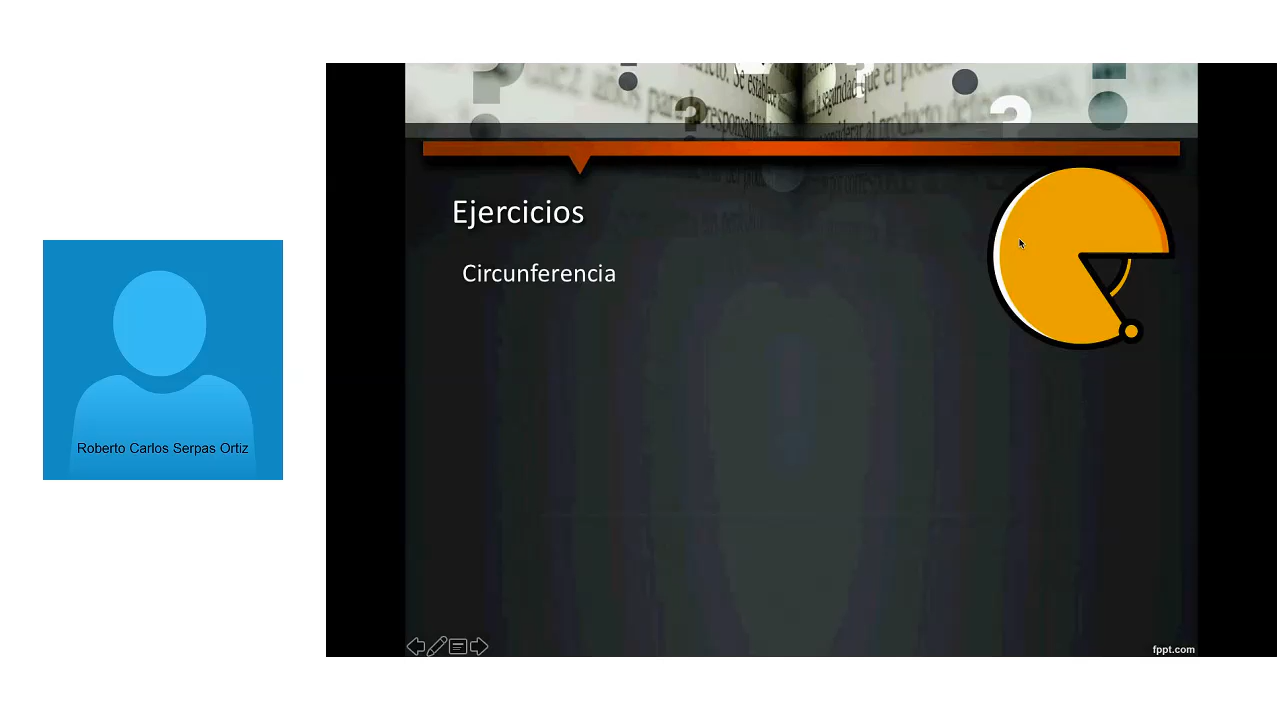 Ejercicios
Circunferencia
Roberto Carlos Serpas Ortiz
fppt.com